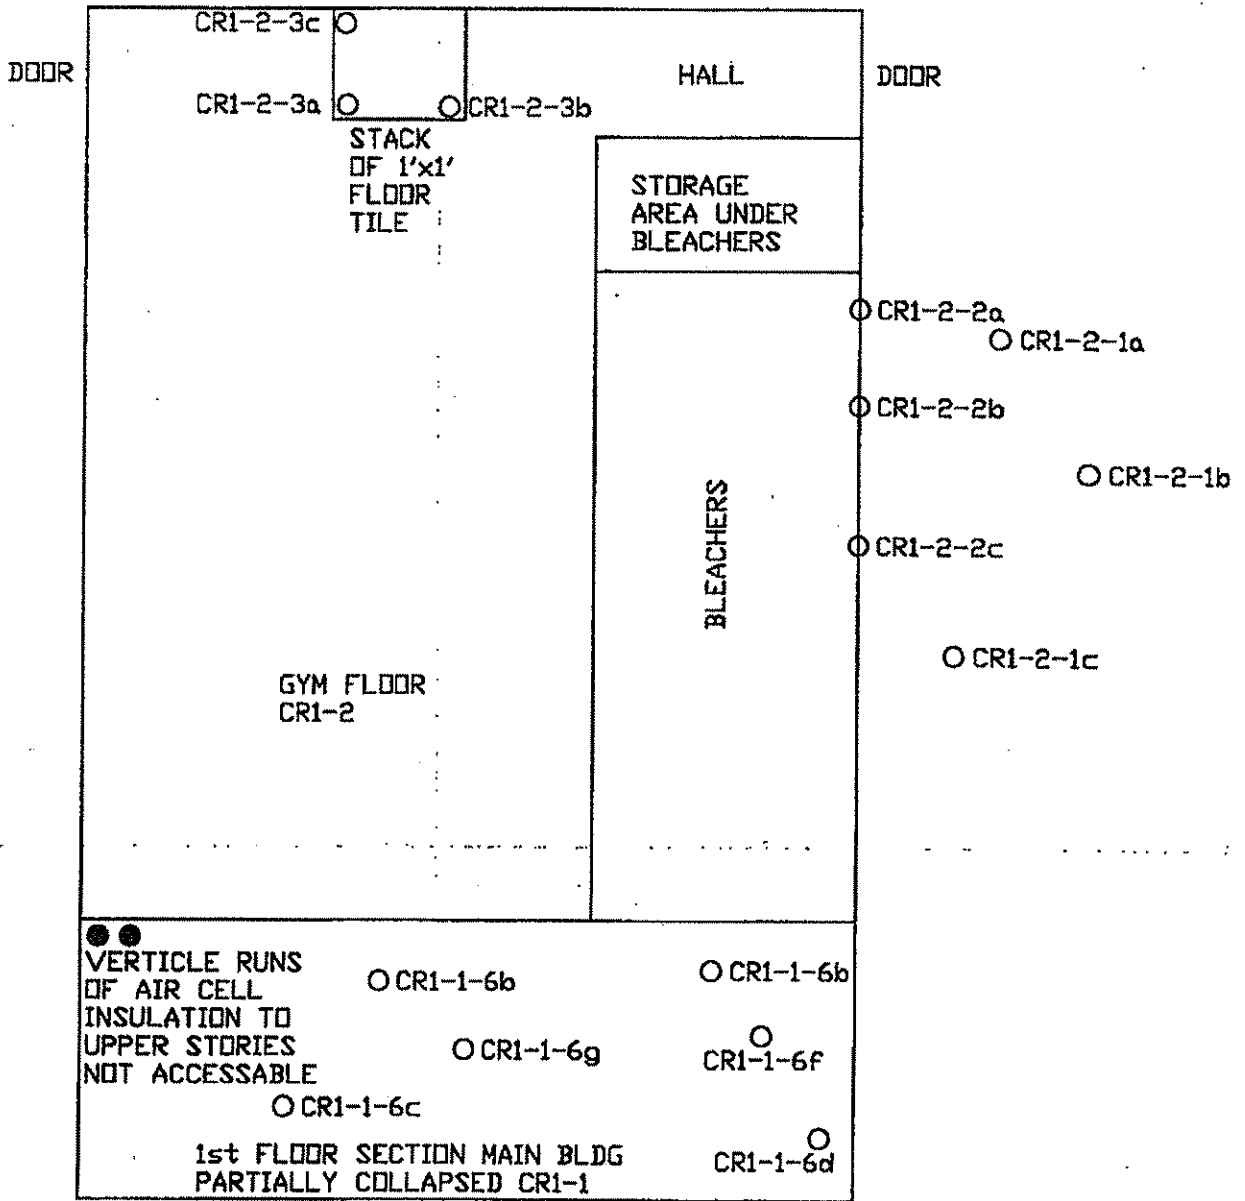 CR1-2-3c
DOOR
HALL
DOOR
CR1-2-3a
CR1-2-3b
STACK
OF 1'x1'
FLOOR
TILE
STORAGE
AREA UNDER
BLEACHERS
CR1-2-2a
CR1-2-1a
CR1-2-2b
CR1-2-1b
BLEACHERS
CR1-2-2c
CR1-2-1c
GYM FLOOR
CR1-2
VERTICLE RUNS
OF AIR CELL
INSULATION TO
UPPER STORIES
NOT ACCESSABLE
CR1-1-6b
CR1-1-6b
CR1-1-6g
CR1-1-6f
CR1-1-6c
CR1-1-6d
1st FLOOR SECTION MAIN BLDG
PARTIALLY COLLAPSED CR1-1